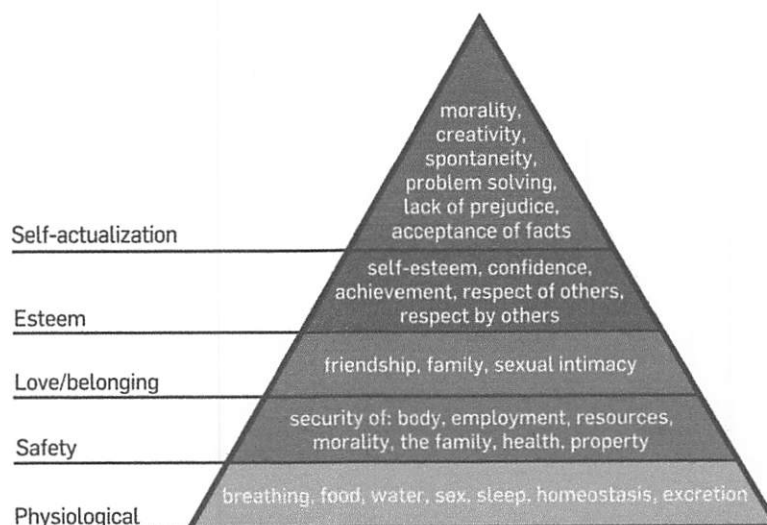 morality,
creativity,
spontaneity,
problem solving,
lack of prejudice,
acceptance of facts
Self-actualization
self-esteem, confidence,
achievement, respect of others,
respect by others
Esteem
friendship, family, sexual intimacy
Love/belonging
security of: body, employment, resources,
morality, the family, health, property
Safety
breathing, food, water, sex, sleep. homeostasis, excretion
Physiological